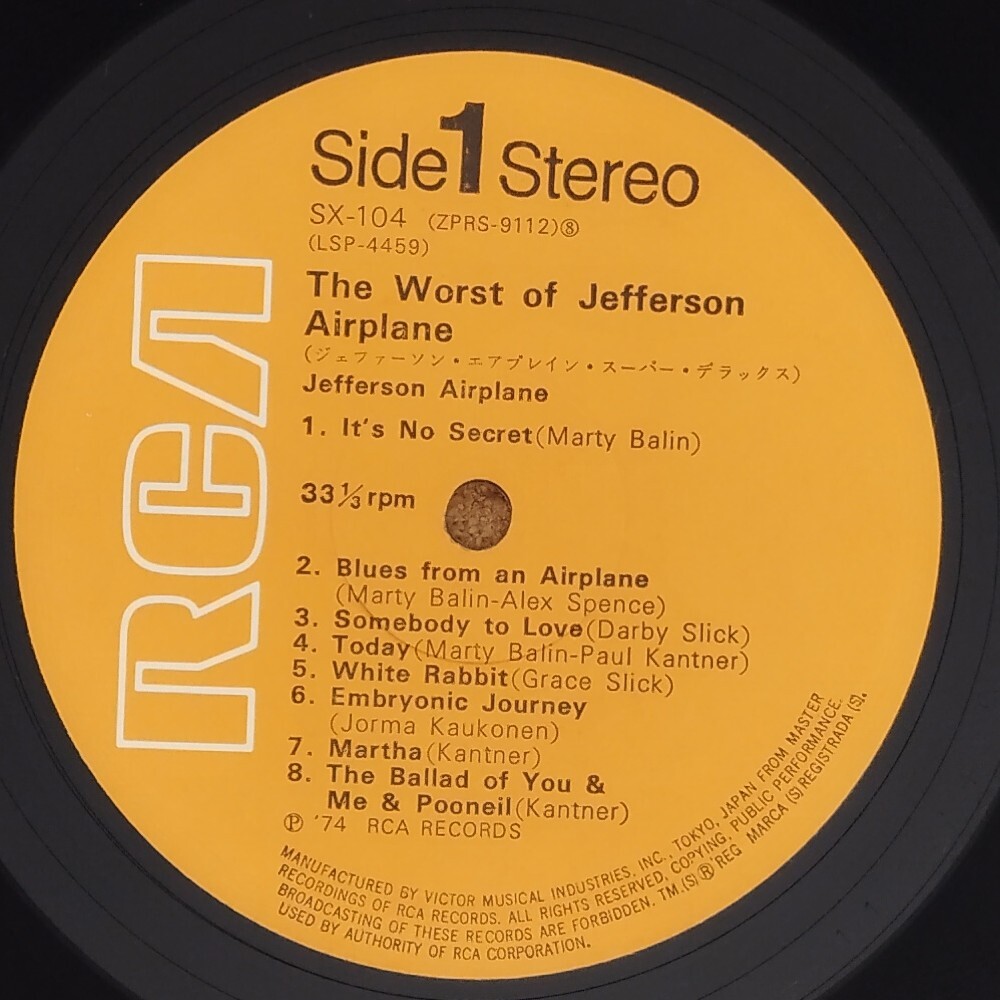 Side 1 Stereo
SX-104 (ZPRS-9112)⑧
(LSP-4459)
The Worst of Jefferson
Airplane
(ジェファーソン・エアプレイン・スーパー・デラックス)
Jefferson Airplane
1. It's No Secret(Marty Balin)
33⅓ rpm
2. Blues from an Airplane
(Marty Balin-Alex Spence)
3. Somebody to Love(Darby Slick)
4. Today(Marty Balin-Paul Kantner)
5. White Rabbit(Grace Slick)
6. Embryonic Journey
(Jorma Kaukonen)
7. Martha(Kantner)
8. The Ballad of You &
Me & Pooneil(Kantner)
Ⓟ '74 RCA RECORDS
RCA
MANUFACTURED BY VICTOR MUSICAL INDUSTRIES, INC., TOKYO, JAPAN FROM MASTER
RECORDINGS OF RCA RECORDS. ALL RIGHTS RESERVED, COPYING, PUBLIC PERFORMANCE,
BROADCASTING OF THESE RECORDS ARE FORBIDDEN. TM.(S) ® REG MARCA (S) REGISTRADA (S).
USED BY AUTHORITY OF RCA CORPORATION.